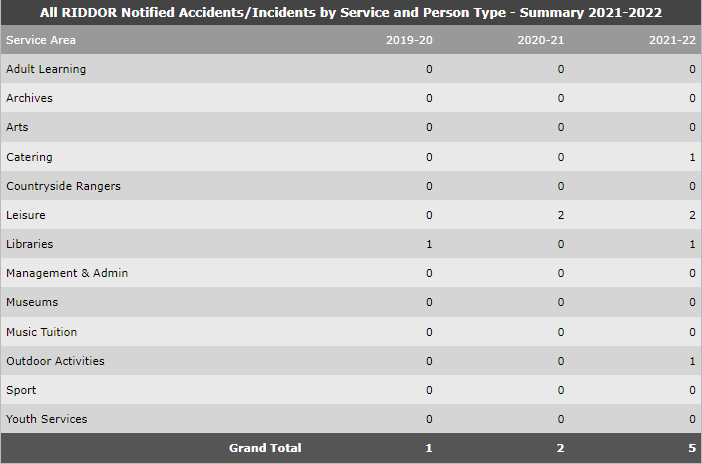 All RIDDOR Notified Accidents/Incidents by Service and Person Type - Summary 2021-2022
Service Area 2019-20 2020-21 2021-22
Adult Learning 0 0 0
Archives 0 0 0
Arts 0 0 0
Catering 0 0 1
Countryside Rangers 0 0 0
Leisure 0 2 2
Libraries 1 0 1
Management & Admin 0 0 0
Museums 0 0 0
Music Tuition 0 0 0
Outdoor Activities 0 0 1
Sport 0 0 0
Youth Services 0 0 0
Grand Total 1 2 5